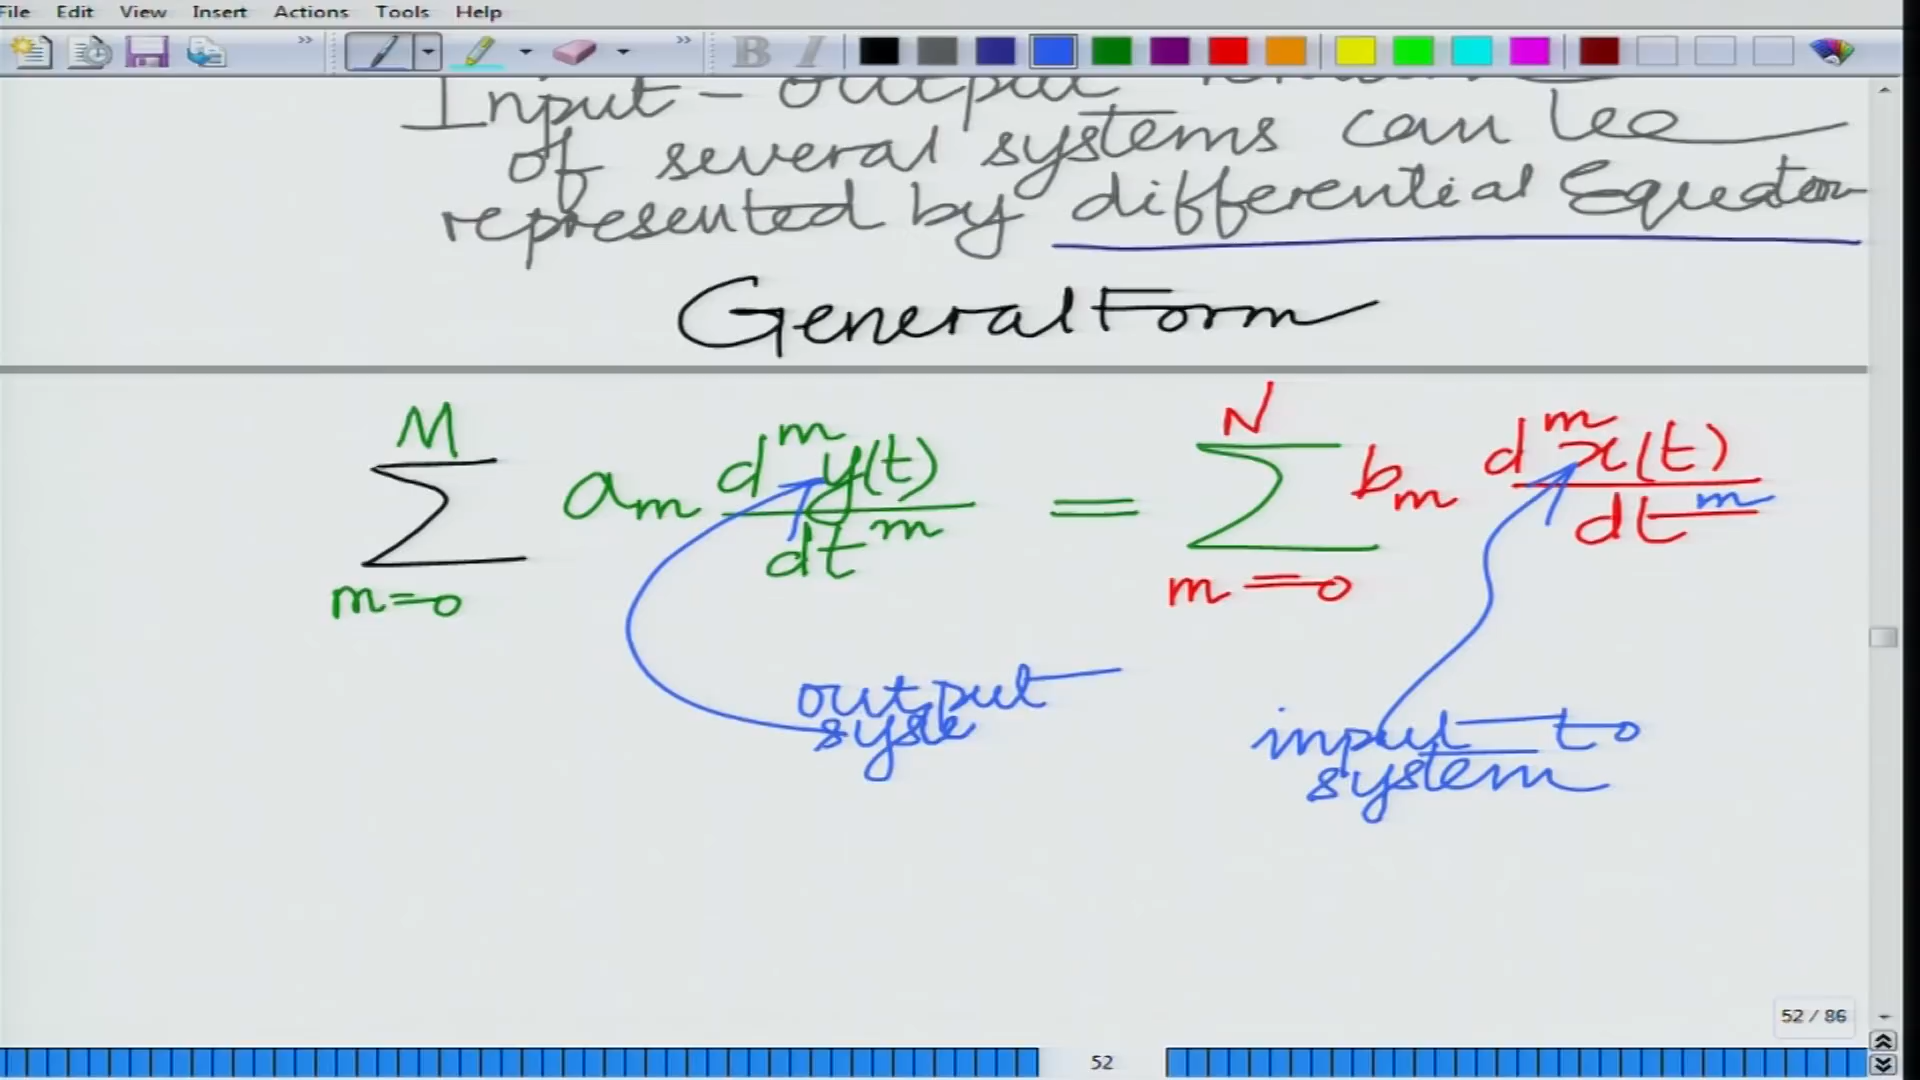 File Edit View Insert Actions Tools Help
Input - output
of several systems can be
represented by differential Equation
General Form
M N
∑ a_m d^m y(t) / dt^m = ∑ b_m d^m x(t) / dt^m
m=0 m=0
output
syste
input to
system
52 / 86
52